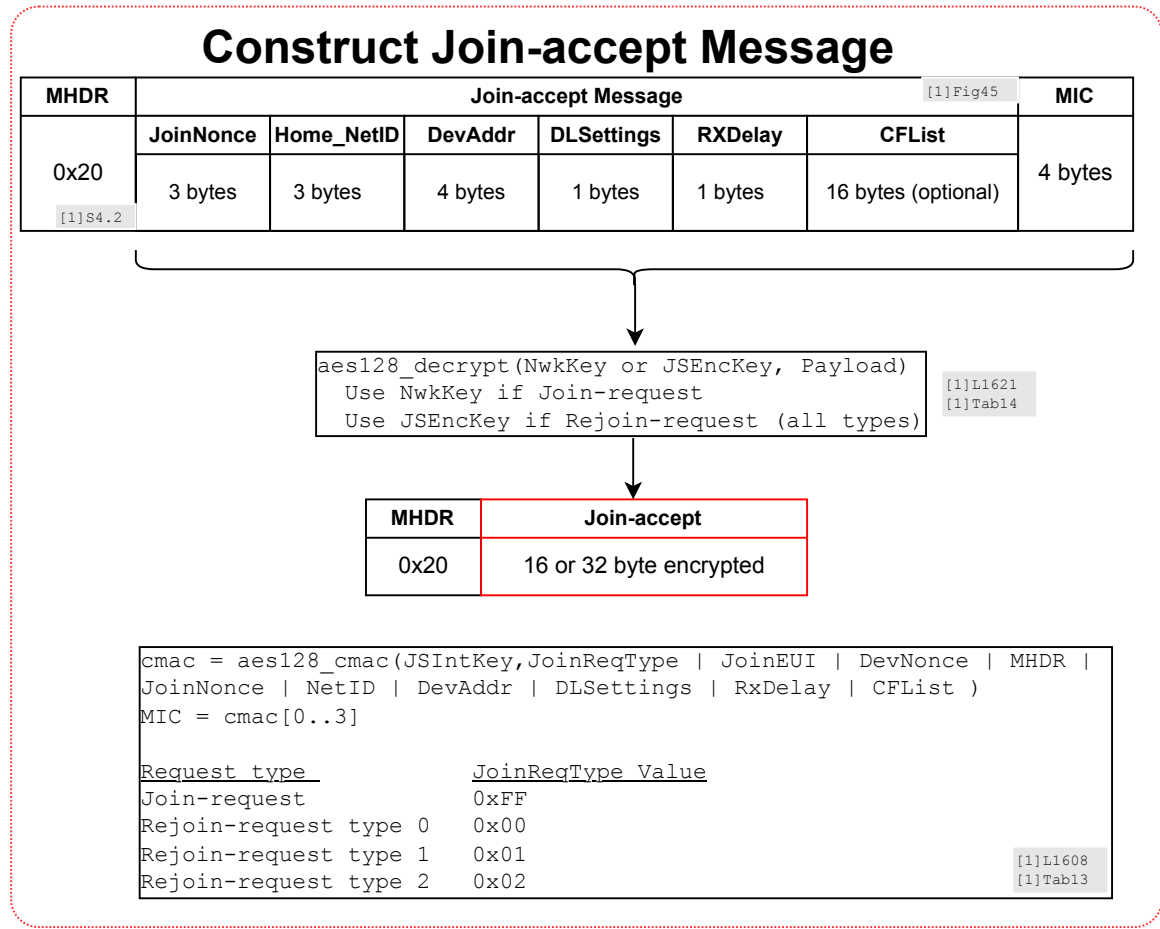 Construct Join-accept Message
MHDR
Join-accept Message
[1]Fig45
MIC
JoinNonce
Home_NetID
DevAddr
DLSettings
RXDelay
CFList
0x20
[1]S4.2
3 bytes
3 bytes
4 bytes
1 bytes
1 bytes
16 bytes (optional)
4 bytes
aes128_decrypt(NwkKey or JSEncKey, Payload)
Use NwkKey if Join-request
Use JSEncKey if Rejoin-request (all types)
[1]L1621
[1]Tab14
MHDR
Join-accept
0x20
16 or 32 byte encrypted
cmac = aes128_cmac(JSIntKey,JoinReqType | JoinEUI | DevNonce | MHDR |
JoinNonce | NetID | DevAddr | DLSettings | RxDelay | CFList )
MIC = cmac[0..3]
Request type JoinReqType Value
Join-request 0xFF
Rejoin-request type 0 0x00
Rejoin-request type 1 0x01
Rejoin-request type 2 0x02
[1]L1608
[1]Tab13